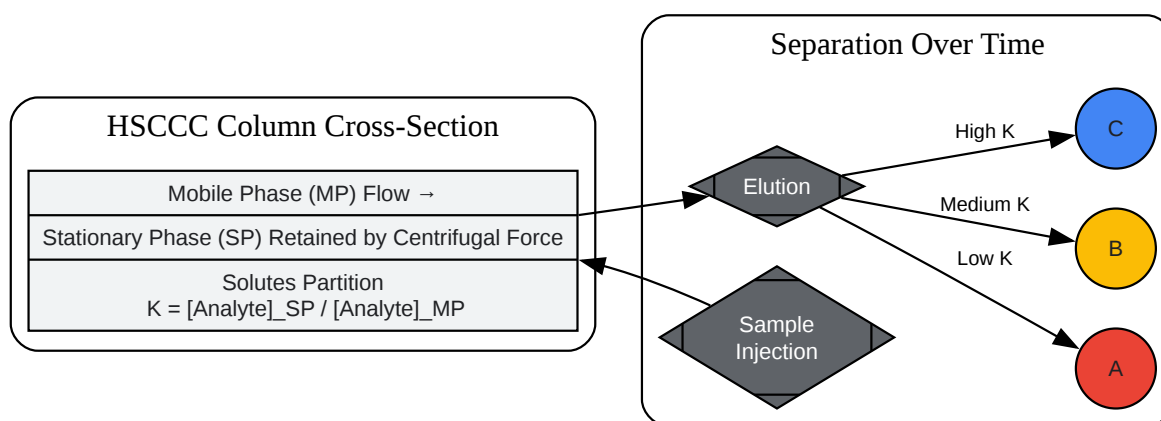 HSCCC Column Cross-Section
Mobile Phase (MP) Flow →
Stationary Phase (SP) Retained by Centrifugal Force
Solutes Partition
K = [Analyte]_SP / [Analyte]_MP
Separation Over Time
Elution
Sample
Injection
High K
Medium K
Low K
C
B
A